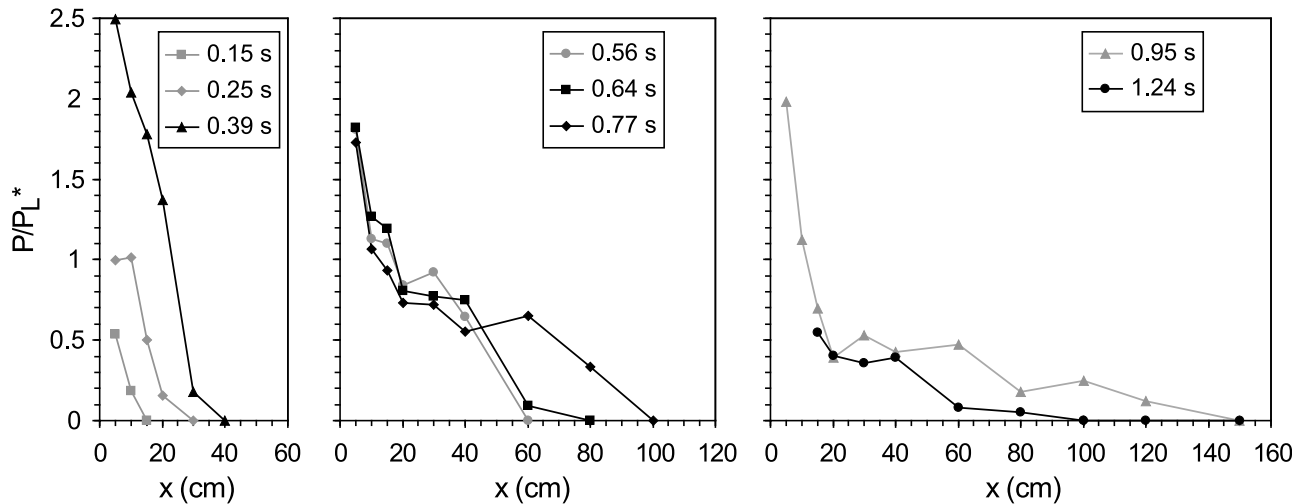 P/P_L*
2.5
2
1.5
1
0.5
0
0.15 s
0.25 s
0.39 s
0 20 40 60
x (cm)
0.56 s
0.64 s
0.77 s
0 20 40 60 80 100 120
x (cm)
0.95 s
1.24 s
0 20 40 60 80 100 120 140 160
x (cm)